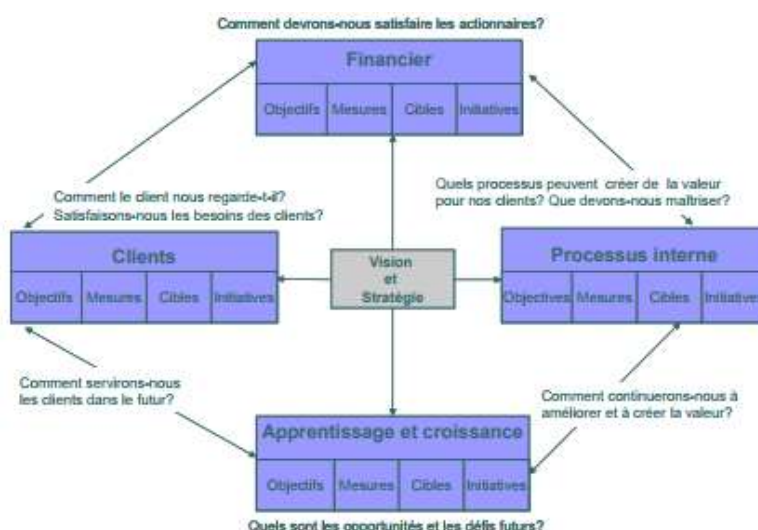 Comment devrons-nous satisfaire les actionnaires?
Financier
Objectifs Mesures Cibles Initiatives
Comment le client nous regarde-t-il?
Satisfaisons-nous les besoins des clients?
Quels processus peuvent créer de la valeur
pour nos clients? Que devons-nous maîtriser?
Clients
Objectifs Mesures Cibles Initiatives
Vision
et
Stratégie
Processus interne
Objectives Mesures Cibles Initiative
Comment servirons-nous
les clients dans le futur?
Comment continuerons-nous à
améliorer et à créer la valeur?
Apprentissage et croissance
Objectifs Mesures Cibles Initiatives
Quels sont les opportunités et les défis futurs?